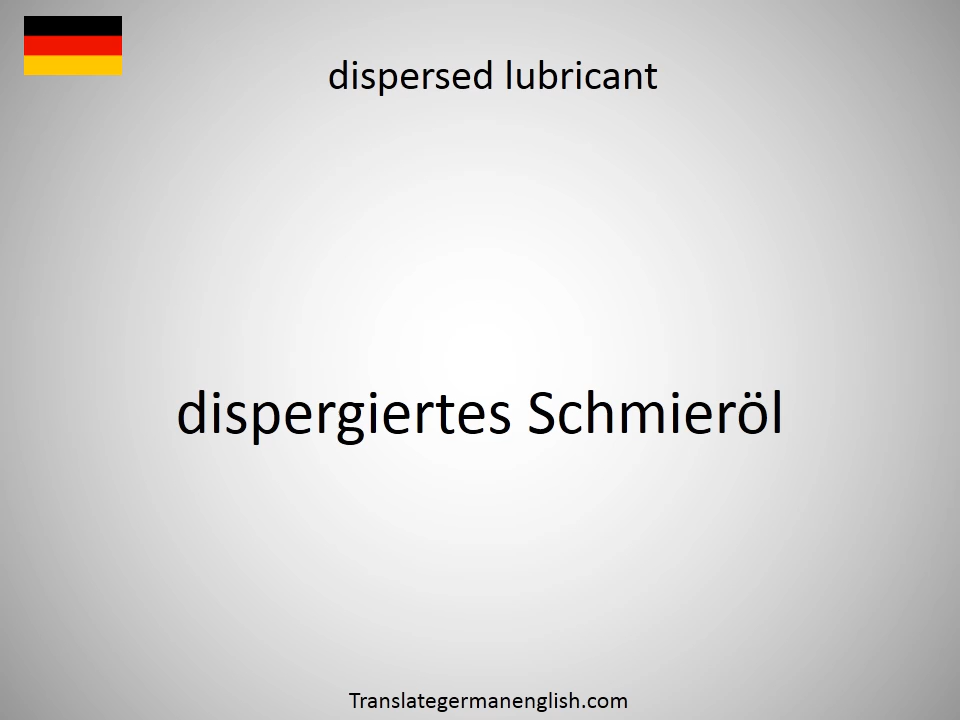 dispersed lubricant
dispergiertes Schmieröl
Translategermanenglish.com